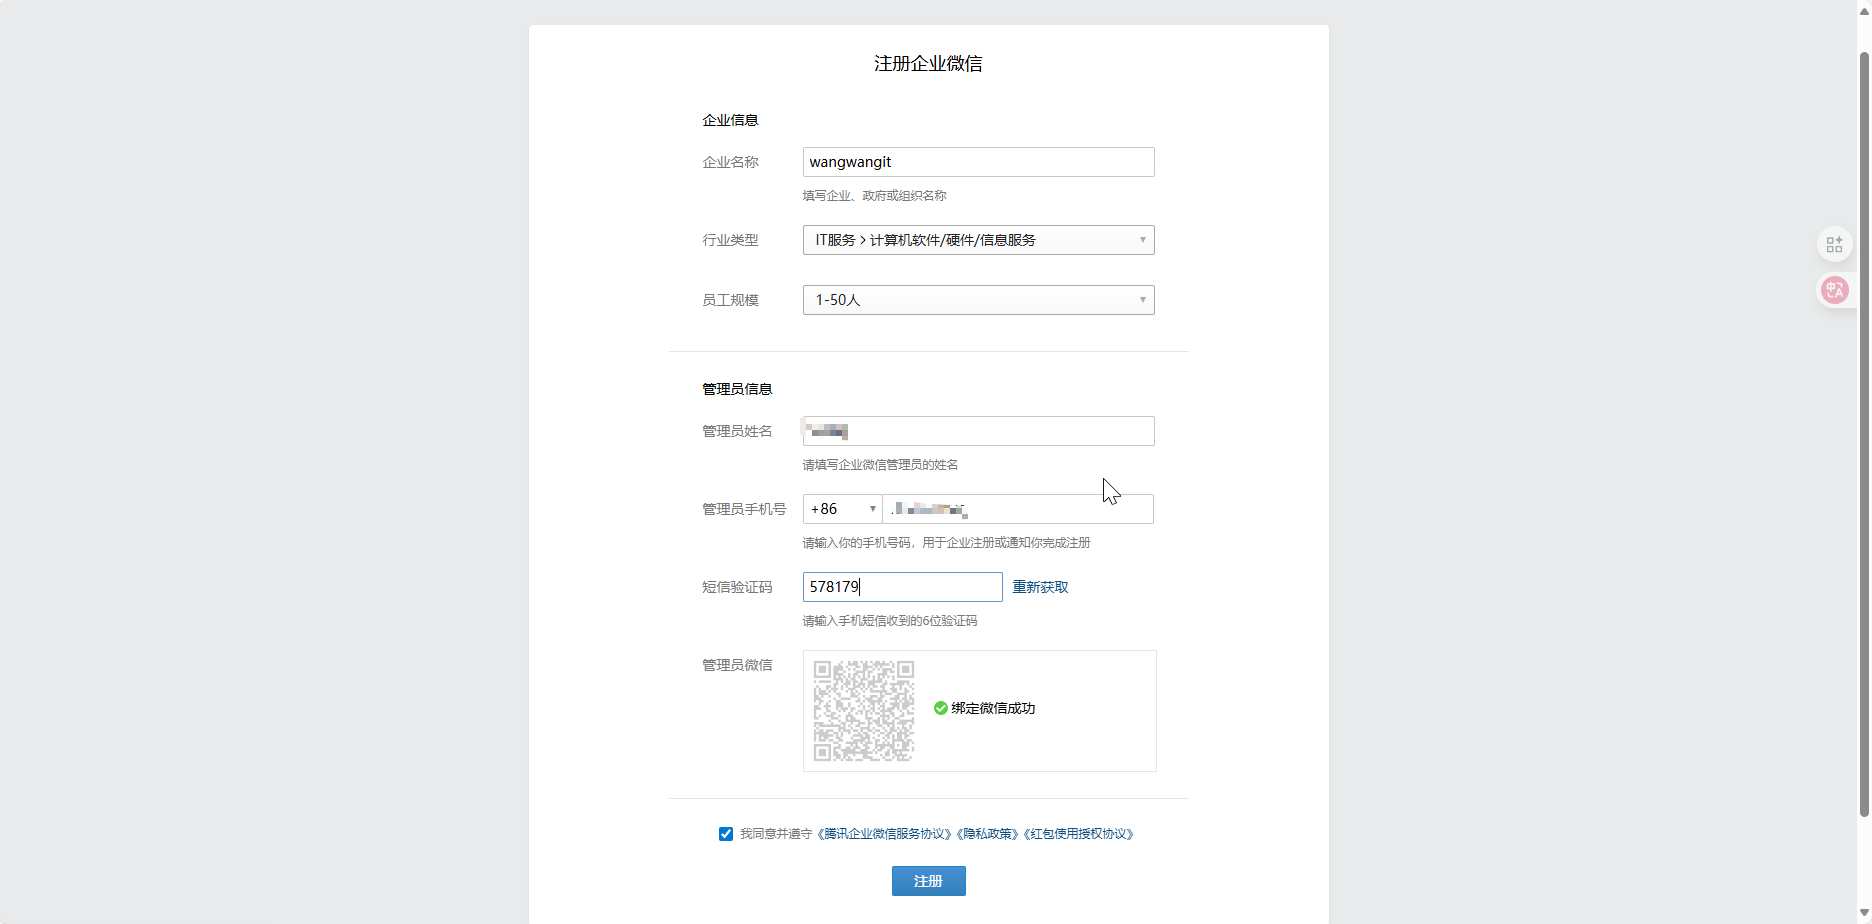 注册企业微信
企业信息
企业名称 wangwangit
填写企业、政府或组织名称
行业类型 IT服务 > 计算机软件/硬件/信息服务
员工规模 1-50人
管理员信息
管理员姓名
请填写企业微信管理员的姓名
管理员手机号 +86
请输入你的手机号码，用于企业注册或通知你完成注册
短信验证码 578179 重新获取
请输入手机短信收到的6位验证码
管理员微信
绑定微信成功
我同意并遵守《腾讯企业微信服务协议》《隐私政策》《红包使用授权协议》
注册